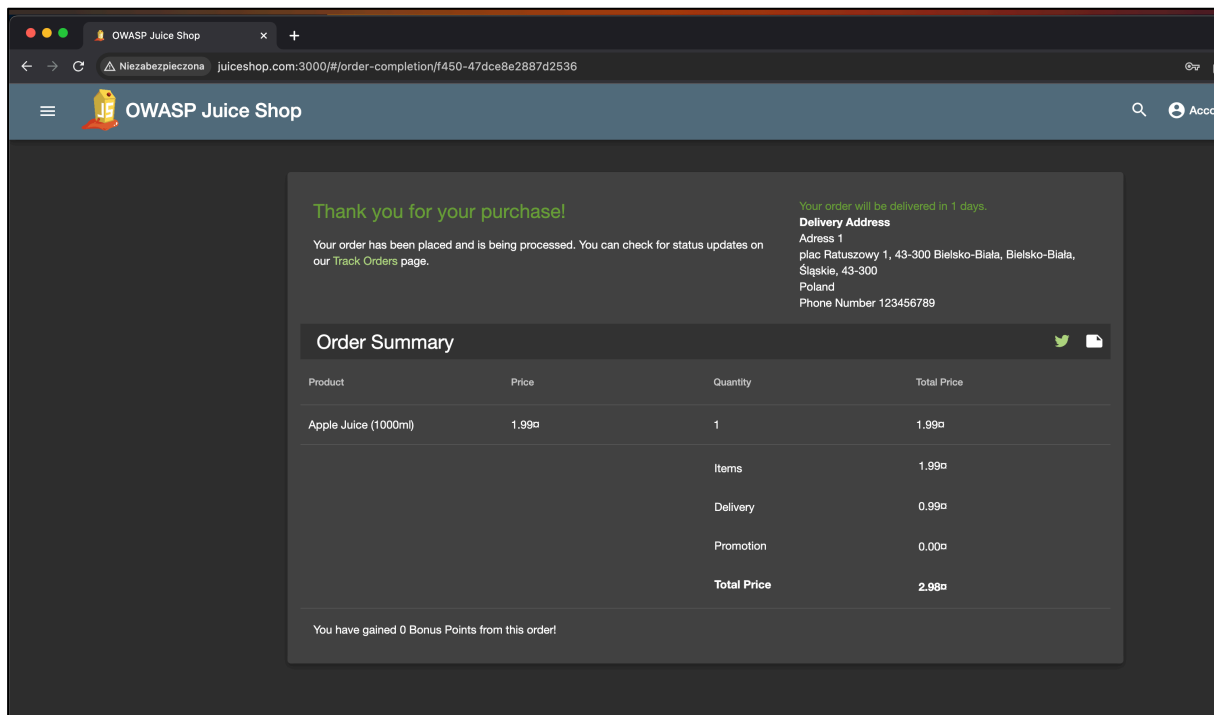 OWASP Juice Shop
Niezabezpieczona juiceshop.com:3000/#/order-completion/f450-47dce8e2887d2536
JS
OWASP Juice Shop
Thank you for your purchase!
Your order has been placed and is being processed. You can check for status updates on
our Track Orders page.
Your order will be delivered in 1 days.
Delivery Address
Adress 1
plac Ratuszowy 1, 43-300 Bielsko-Biała, Bielsko-Biała,
Śląskie, 43-300
Poland
Phone Number 123456789
Order Summary
Product Price Quantity Total Price
Apple Juice (1000ml) 1.99¤ 1 1.99¤
Items 1.99¤
Delivery 0.99¤
Promotion 0.00¤
Total Price 2.98¤
You have gained 0 Bonus Points from this order!